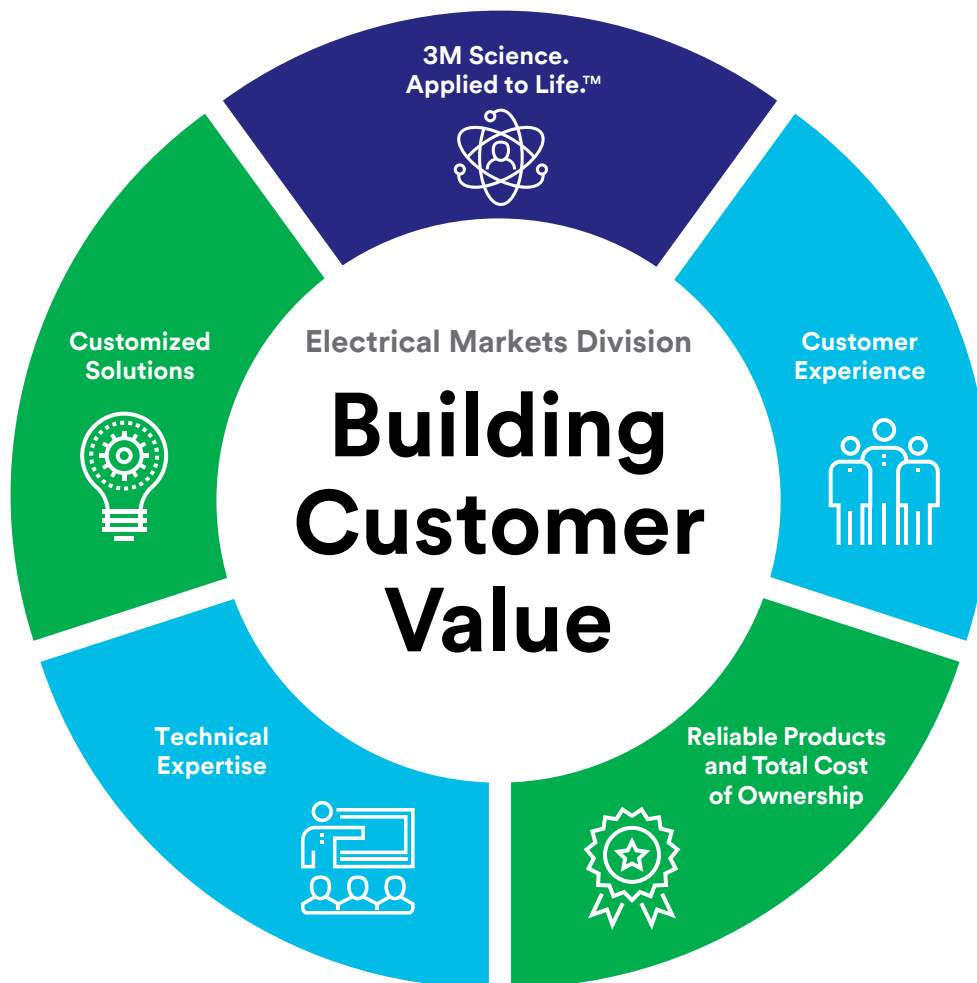 3M Science.
Applied to Life.™
Customized
Solutions
Electrical Markets Division
Building
Customer
Value
Customer
Experience
Technical
Expertise
Reliable Products
and Total Cost
of Ownership